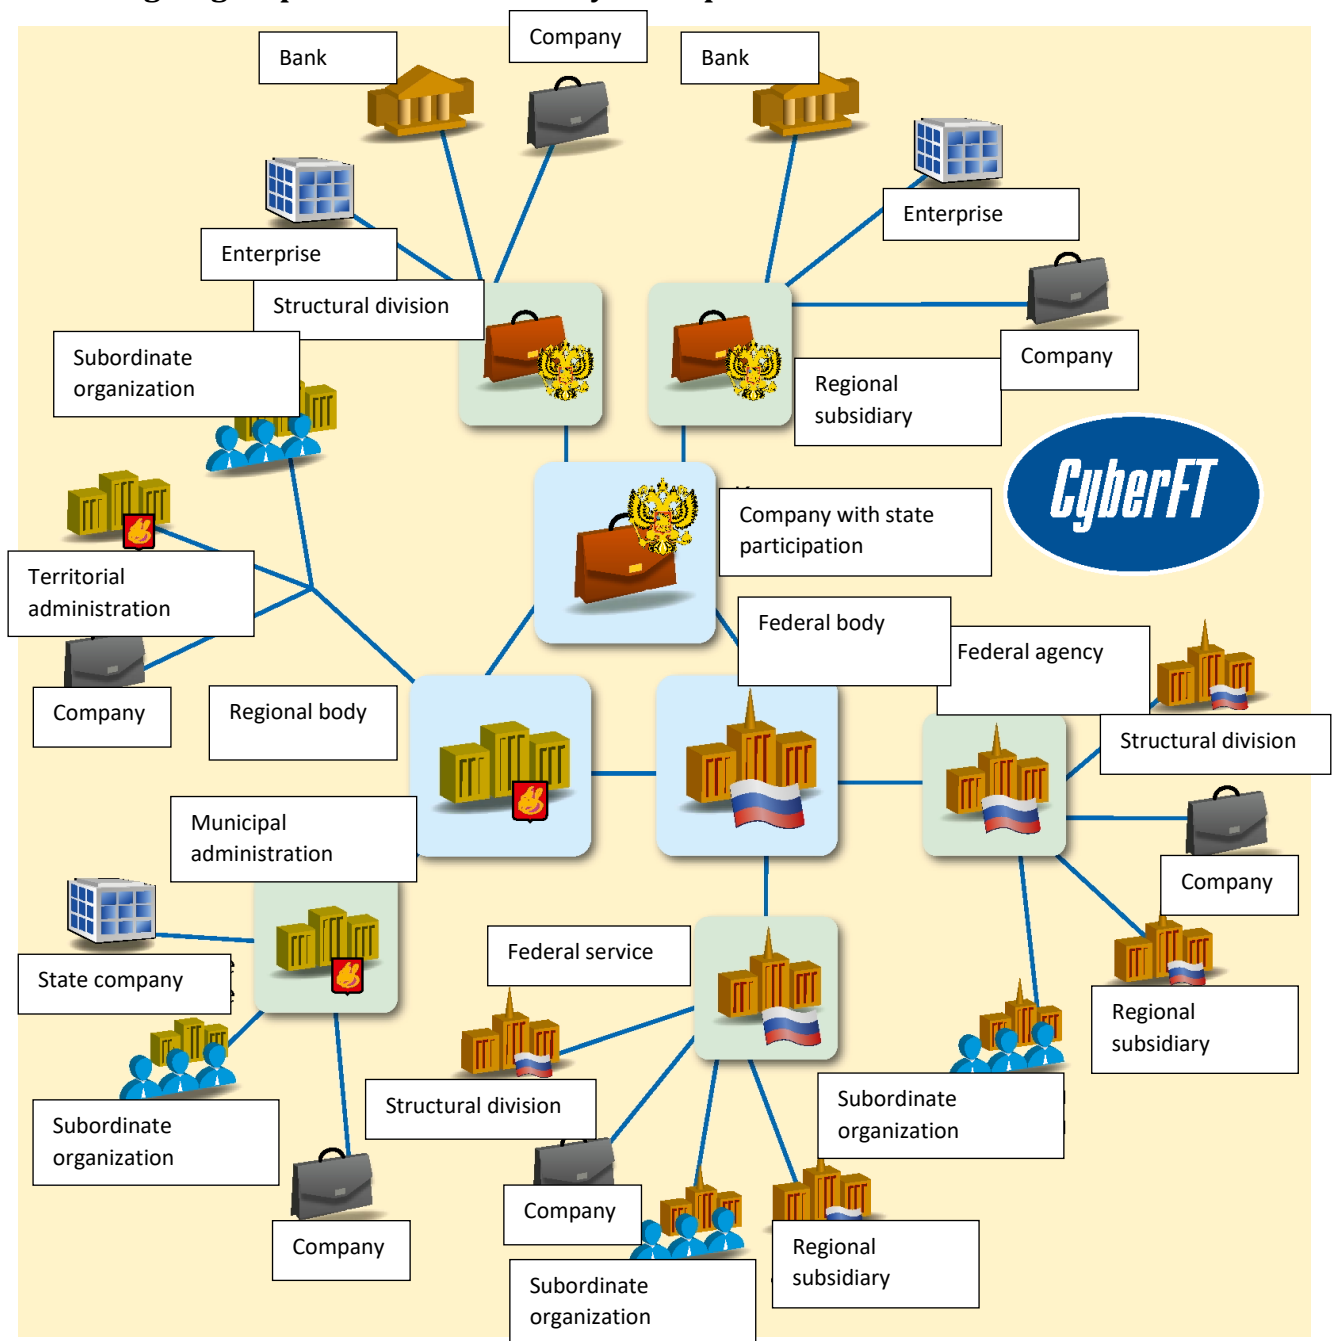 Company
Bank
Bank
Enterprise
Enterprise
Structural division
Subordinate
organization
Company
Regional
subsidiary
CyberFT
Company with state
participation
Territorial
administration
Federal body
Federal agency
Company
Regional body
Structural division
Municipal
administration
Company
Federal service
State company
Regional
subsidiary
Structural division
Subordinate
organization
Subordinate
organization
Company
Company
Regional
subsidiary
Subordinate
organization